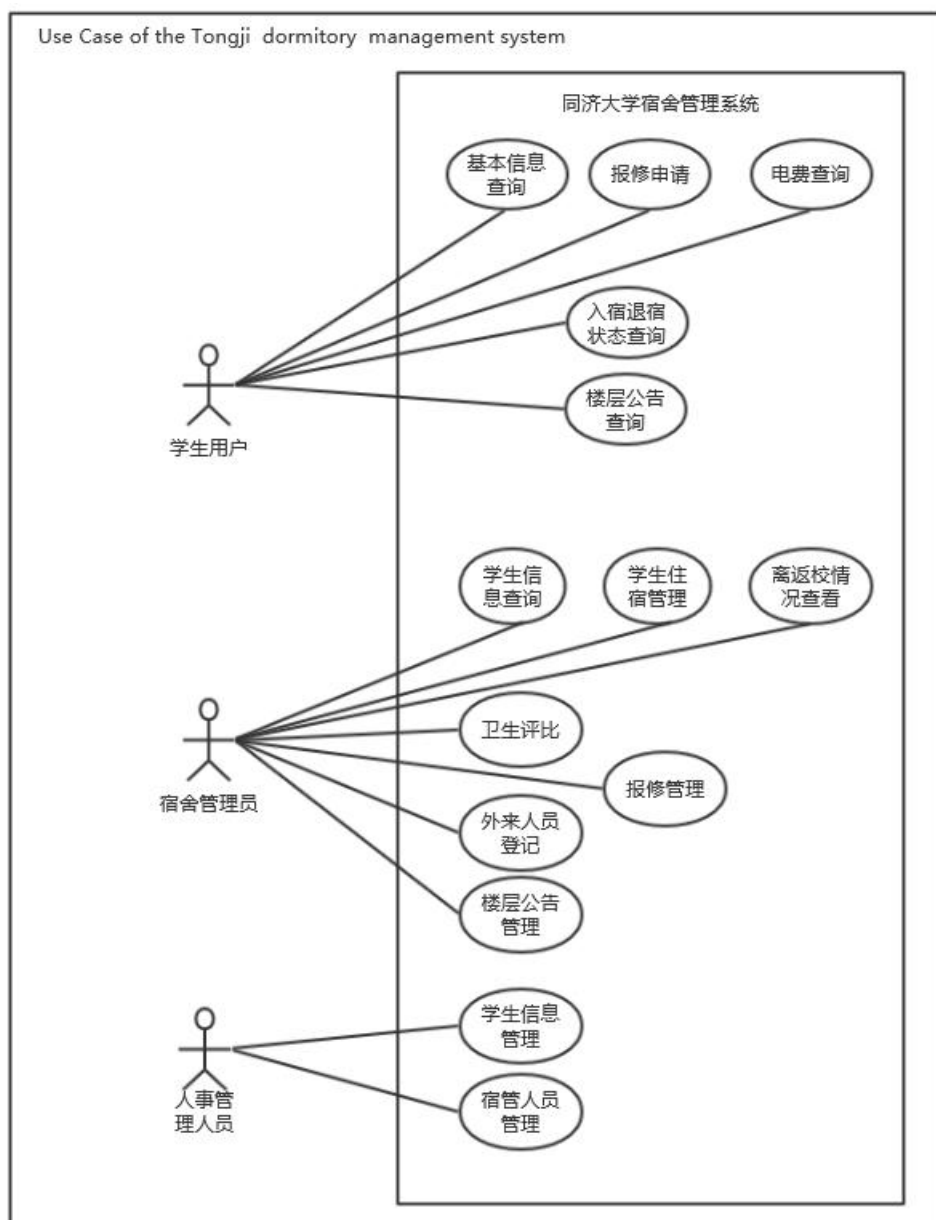 Use Case of the Tongji dormitory management system
同济大学宿舍管理系统
基本信息
查询
报修申请
电费查询
入宿退宿
状态查询
楼层公告
查询
学生用户
学生信
息查询
学生住
宿管理
离返校情
况查看
卫生评比
报修管理
宿舍管理员
外来人员
登记
楼层公告
管理
学生信息
管理
人事管
理人员
宿管人员
管理